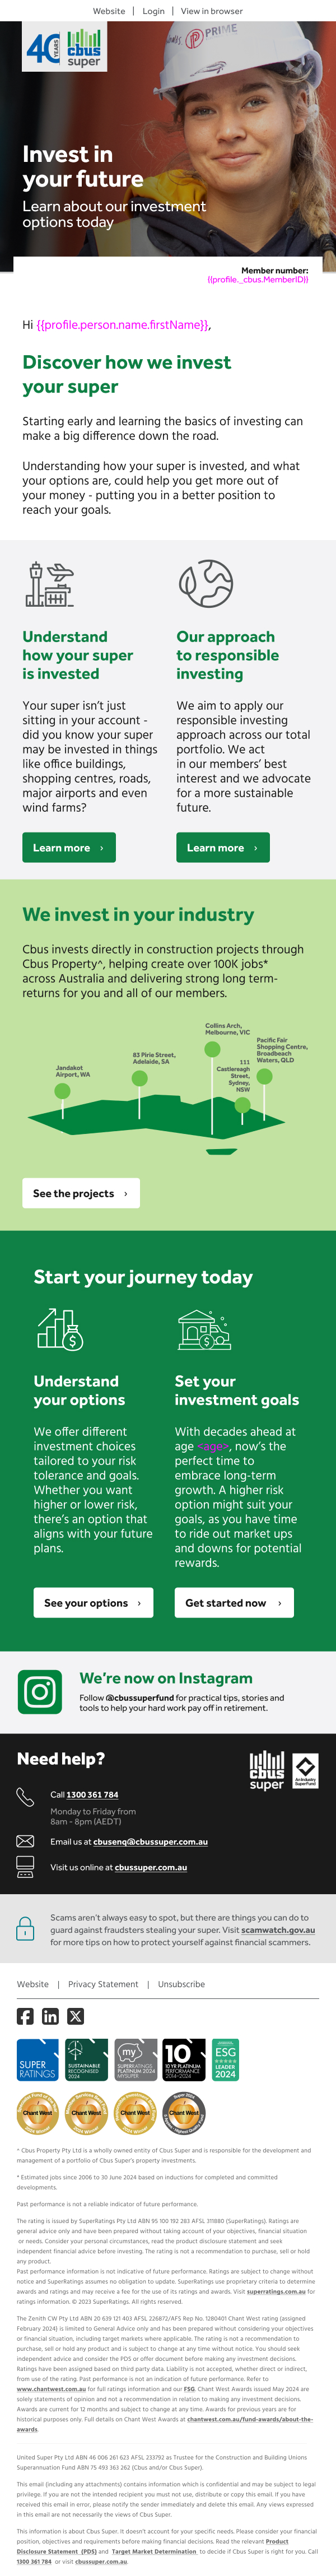 Website | Login | View in browser
PRIME
40 YEARS
cbus
super
Invest in
your future
Learn about our investment
options today
Member number:
{{profile._cbus.MemberID}}
Hi {{profile.person.name.firstName}},
Discover how we invest
your super
Starting early and learning the basics of investing can
make a big difference down the road.
Understanding how your super is invested, and what
your options are, could help you get more out of
your money - putting you in a better position to
reach your goals.
Understand
how your super
is invested
Your super isn't just
sitting in your account -
did you know your super
may be invested in things
like office buildings,
shopping centres, roads,
major airports and even
wind farms?
Learn more ›
Our approach
to responsible
investing
We aim to apply our
responsible investing
approach across our total
portfolio. We act
in our members' best
interest and we advocate
for a more sustainable
future.
Learn more ›
We invest in your industry
Cbus invests directly in construction projects through
Cbus Property^, helping create over 100K jobs*
across Australia and delivering strong long term-
returns for you and all of our members.
Jandakot
Airport, WA
83 Pirie Street,
Adelaide, SA
Collins Arch,
Melbourne, VIC
111
Castlereagh
Street,
Sydney,
NSW
Pacific Fair
Shopping Centre,
Broadbeach
Waters, QLD
See the projects ›
Start your journey today
Understand
your options
We offer different
investment choices
tailored to your risk
tolerance and goals.
Whether you want
higher or lower risk,
there's an option that
aligns with your future
plans.
See your options ›
Set your
investment goals
With decades ahead at
age <age>, now's the
perfect time to
embrace long-term
growth. A higher risk
option might suit your
goals, as you have time
to ride out market ups
and downs for potential
rewards.
Get started now ›
We're now on Instagram
Follow @cbussuperfund for practical tips, stories and
tools to help your hard work pay off in retirement.
Need help?
cbus
super
An Industry
SuperFund
Call 1300 361 784
Monday to Friday from
8am - 8pm (AEDT)
Email us at cbusenq@cbussuper.com.au
Visit us online at cbussuper.com.au
Scams aren't always easy to spot, but there are things you can do to
guard against fraudsters stealing your super. Visit scamwatch.gov.au
for more tips on how to protect yourself against financial scammers.
Website | Privacy Statement | Unsubscribe
SUPER
RATINGS
SUSTAINABLE
RECOGNISED
2024
my
SUPERRATINGS
PLATINUM 2024
MYSUPER
10
10 YR PLATINUM
PERFORMANCE
2014-2024
ESG
LEADER
2024
Chant West
Chant West
Chant West
Chant West
^ Cbus Property Pty Ltd is a wholly owned entity of Cbus Super and is responsible for the development and
management of a portfolio of Cbus Super's property investments.
* Estimated jobs since 2006 to 30 June 2024 based on inductions for completed and committed
developments.
Past performance is not a reliable indicator of future performance.
The rating is issued by SuperRatings Pty Ltd ABN 95 100 192 283 AFSL 311880 (SuperRatings). Ratings are
general advice only and have been prepared without taking account of your objectives, financial situation
or needs. Consider your personal circumstances, read the product disclosure statement and seek
independent financial advice before investing. The rating is not a recommendation to purchase, sell or hold
any product.
Past performance information is not indicative of future performance. Ratings are subject to change without
notice and SuperRatings assumes no obligation to update. SuperRatings use proprietary criteria to determine
awards and ratings and may receive a fee for the use of its ratings and awards. Visit superratings.com.au for
ratings information. © 2023 SuperRatings. All rights reserved.
The Zenith CW Pty Ltd ABN 20 639 121 403 AFSL 226872/AFS Rep No. 1280401 Chant West rating (assigned
February 2024) is limited to General Advice only and has been prepared without considering your objectives
or financial situation, including target markets where applicable. The rating is not a recommendation to
purchase, sell or hold any product and is subject to change at any time without notice. You should seek
independent advice and consider the PDS or offer document before making any investment decisions.
Ratings have been assigned based on third party data. Liability is not accepted, whether direct or indirect,
from use of the rating. Past performance is not an indication of future performance. Refer to
www.chantwest.com.au for full ratings information and our FSG. Chant West Awards issued May 2024 are
solely statements of opinion and not a recommendation in relation to making any investment decisions.
Awards are current for 12 months and subject to change at any time. Awards for previous years are for
historical purposes only. Full details on Chant West Awards at chantwest.com.au/fund-awards/about-the-
awards.
United Super Pty Ltd ABN 46 006 261 623 AFSL 233792 as Trustee for the Construction and Building Unions
Superannuation Fund ABN 75 493 363 262 (Cbus and/or Cbus Super).
This email (including any attachments) contains information which is confidential and may be subject to legal
privilege. If you are not the intended recipient you must not use, distribute or copy this email. If you have
received this email in error, please notify the sender immediately and delete this email. Any views expressed
in this email are not necessarily the views of Cbus Super.
This information is about Cbus Super. It doesn't account for your specific needs. Please consider your financial
position, objectives and requirements before making financial decisions. Read the relevant Product
Disclosure Statement (PDS) and Target Market Determination to decide if Cbus Super is right for you. Call
1300 361 784 or visit cbussuper.com.au.